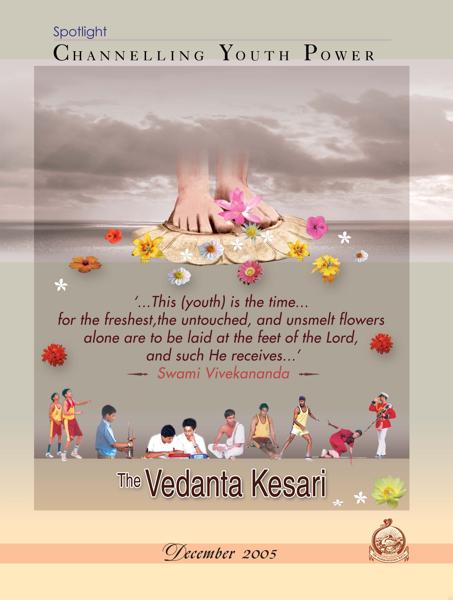 Spotlight
CHANNELLING YOUTH POWER
‘...This (youth) is the time...
for the freshest,the untouched, and unsmelt flowers
alone are to be laid at the feet of the Lord,
and such He receives...’
Swami Vivekananda
The Vedanta Kesari
December 2005